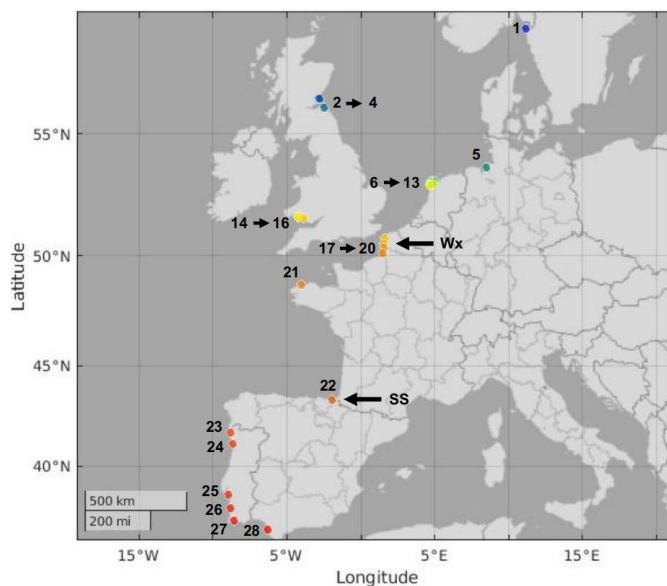 1
2 → 4
55°N
5
6 → 13
14 → 16
17 → 20
Wx
50°N
21
Latitude
45°N
22
SS
23
24
40°N
25
500 km
200 mi
26
27
28
15°W
5°W
5°E
15°E
Longitude